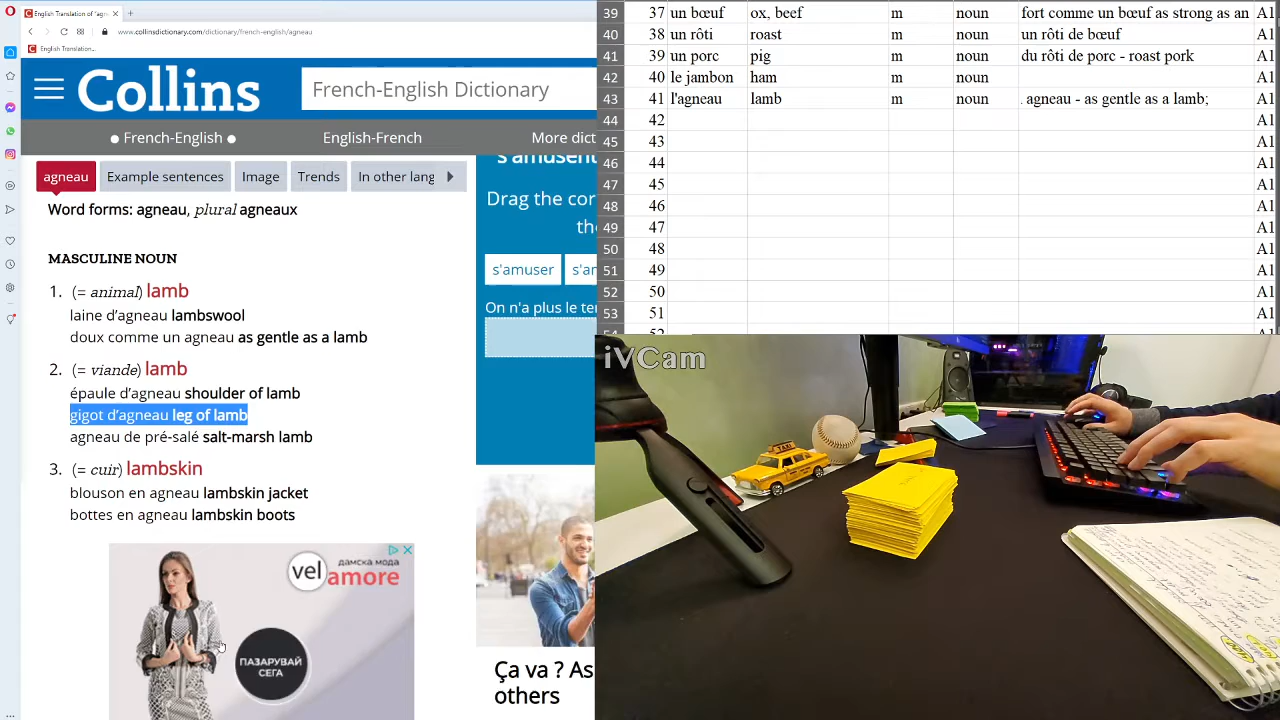 English Translation of "agn
www.collinsdictionary.com/dictionary/french-english/agneau
English Translation...
Collins
French-English Dictionary
French-English
English-French
More dict
agneau
Example sentences
Image
Trends
In other lang
Word forms: agneau, plural agneaux
MASCULINE NOUN
1. (= animal) lamb
laine d’agneau lambswool
doux comme un agneau as gentle as a lamb
2. (= viande) lamb
épaule d’agneau shoulder of lamb
gigot d’agneau leg of lamb
agneau de pré-salé salt-marsh lamb
3. (= cuir) lambskin
blouson en agneau lambskin jacket
bottes en agneau lambskin boots
vel
дамска мода
amore
ПАЗАРУВАЙ
СЕГА
s'amusent
Drag the cor
the
s'amuser
s'am
On n'a plus le te
Ça va ? As
others
39 37 un bœuf ox, beef m noun fort comme un bœuf as strong as an A1
40 38 un rôti roast m noun un rôti de bœuf A1
41 39 un porc pig m noun du rôti de porc - roast pork A1
42 40 le jambon ham m noun A1
43 41 l'agneau lamb m noun . agneau - as gentle as a lamb; A1
44 42 A1
45 43 A1
46 44 A1
47 45 A1
48 46 A1
49 47 A1
50 48 A1
51 49 A1
52 50 A1
53 51 A1
54 52 A1
iVCam
TAXI